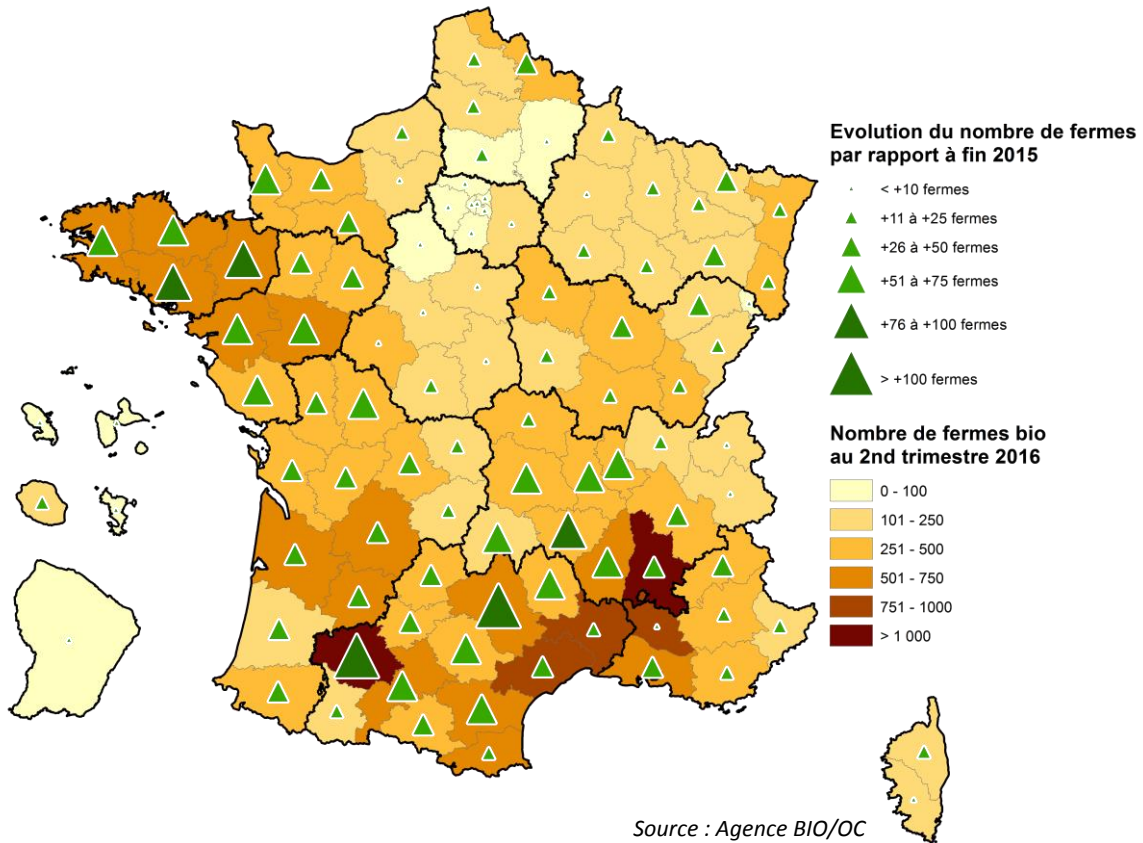 Evolution du nombre de fermes
par rapport à fin 2015
< +10 fermes
+11 à +25 fermes
+26 à +50 fermes
+51 à +75 fermes
+76 à +100 fermes
> +100 fermes
Nombre de fermes bio
au 2nd trimestre 2016
0 - 100
101 - 250
251 - 500
501 - 750
751 - 1000
> 1 000
Source : Agence BIO/OC